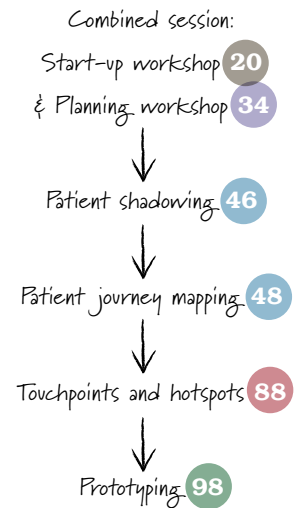 Combined session:
Start-up workshop 20
& Planning workshop 34
Patient shadowing 46
Patient journey mapping 48
Touchpoints and hotspots 88
Prototyping 98